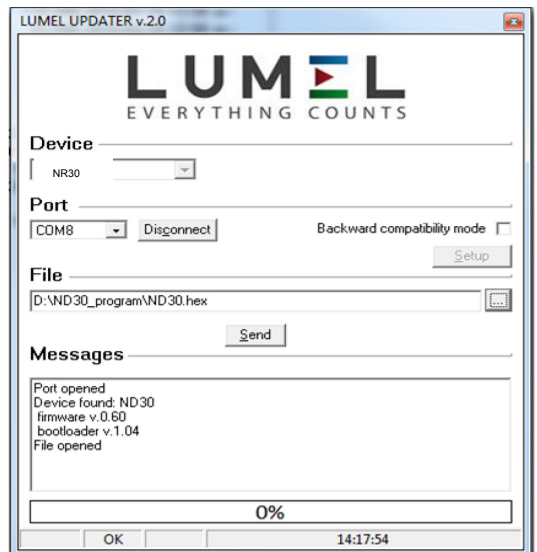 LUMEL UPDATER v.2.0
LUMEL
EVERYTHING COUNTS
Device
NR30
Port
COM8 Disconnect Backward compatibility mode
Setup
File
D:\ND30_program\ND30.hex ...
Send
Messages
Port opened
Device found: ND30
firmware v.0.60
bootloader v.1.04
File opened
0%
OK 14:17:54